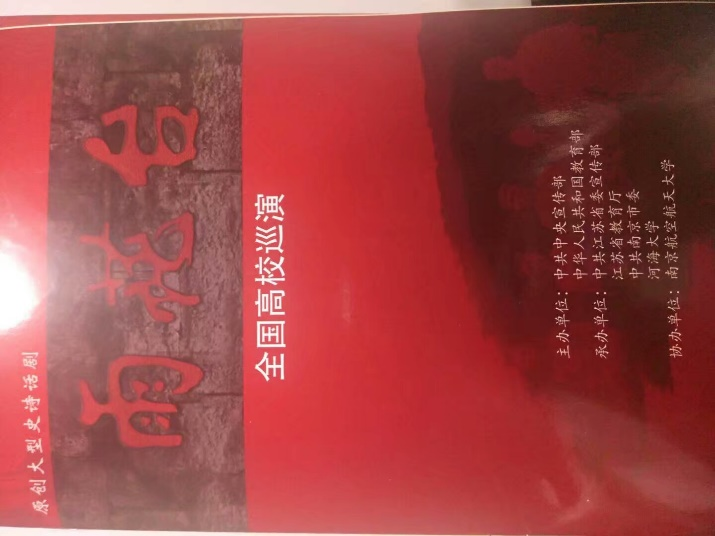 原创大型史诗话剧
雨花台
全国高校巡演
主办单位：中共中央宣传部
中华人民共和国教育部
承办单位：中共江苏省委宣传部
江苏省教育厅
中共南京市委
河海大学
协办单位：南京航空航天大学